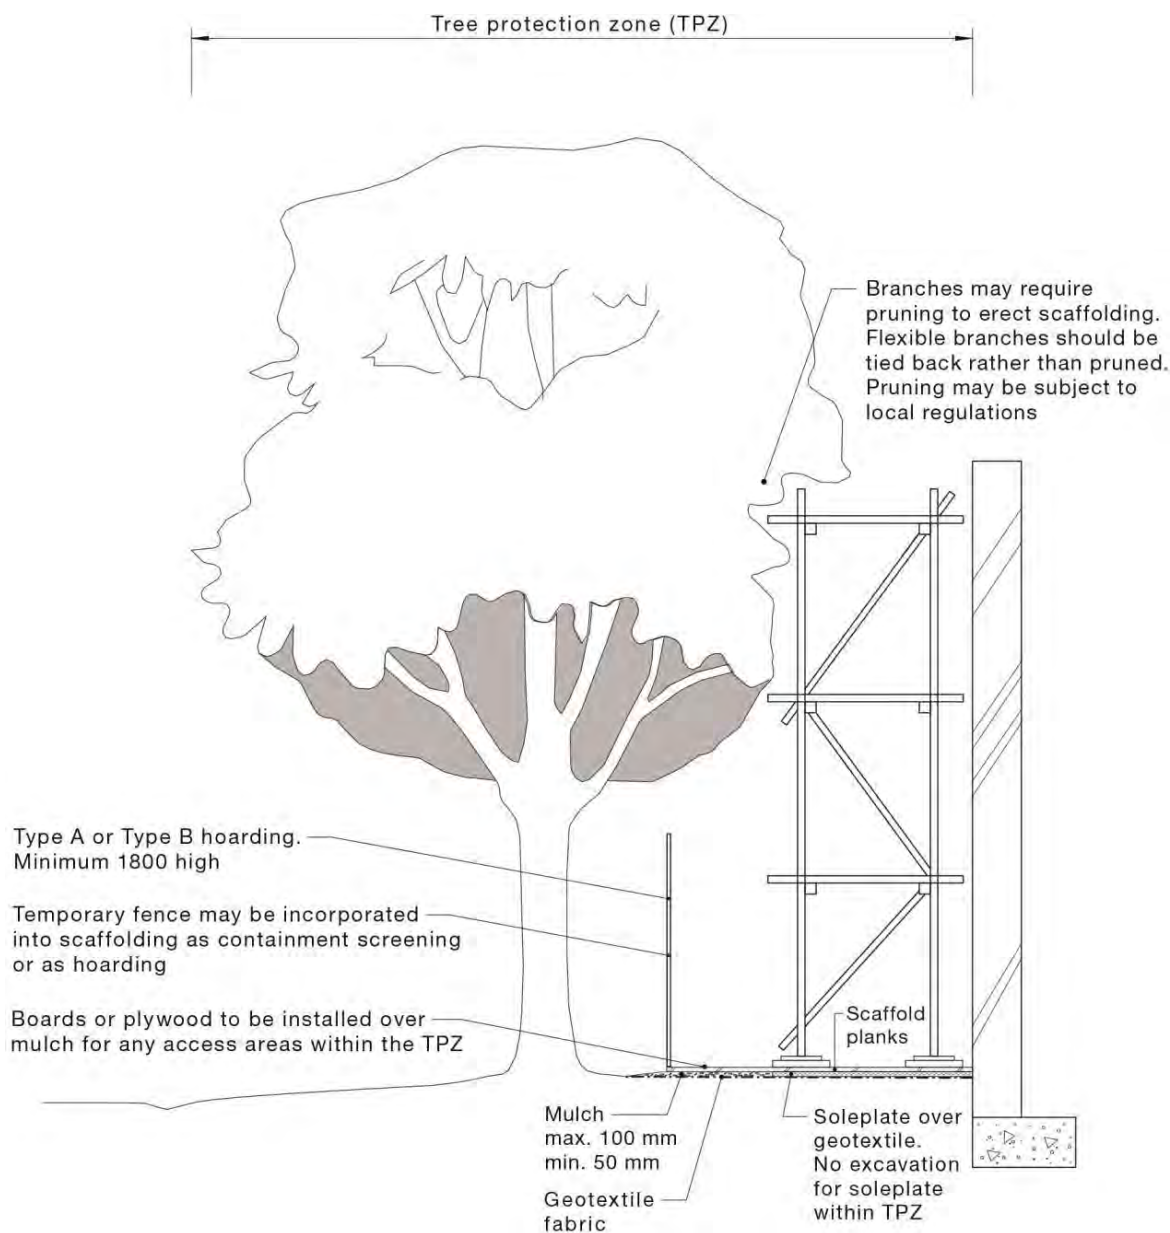 Tree protection zone (TPZ)
Branches may require
pruning to erect scaffolding.
Flexible branches should be
tied back rather than pruned.
Pruning may be subject to
local regulations
Type A or Type B hoarding.
Minimum 1800 high
Temporary fence may be incorporated
into scaffolding as containment screening
or as hoarding
Boards or plywood to be installed over
mulch for any access areas within the TPZ
Scaffold
planks
Mulch
max. 100 mm
min. 50 mm
Geotextile
fabric
Soleplate over
geotextile.
No excavation
for soleplate
within TPZ